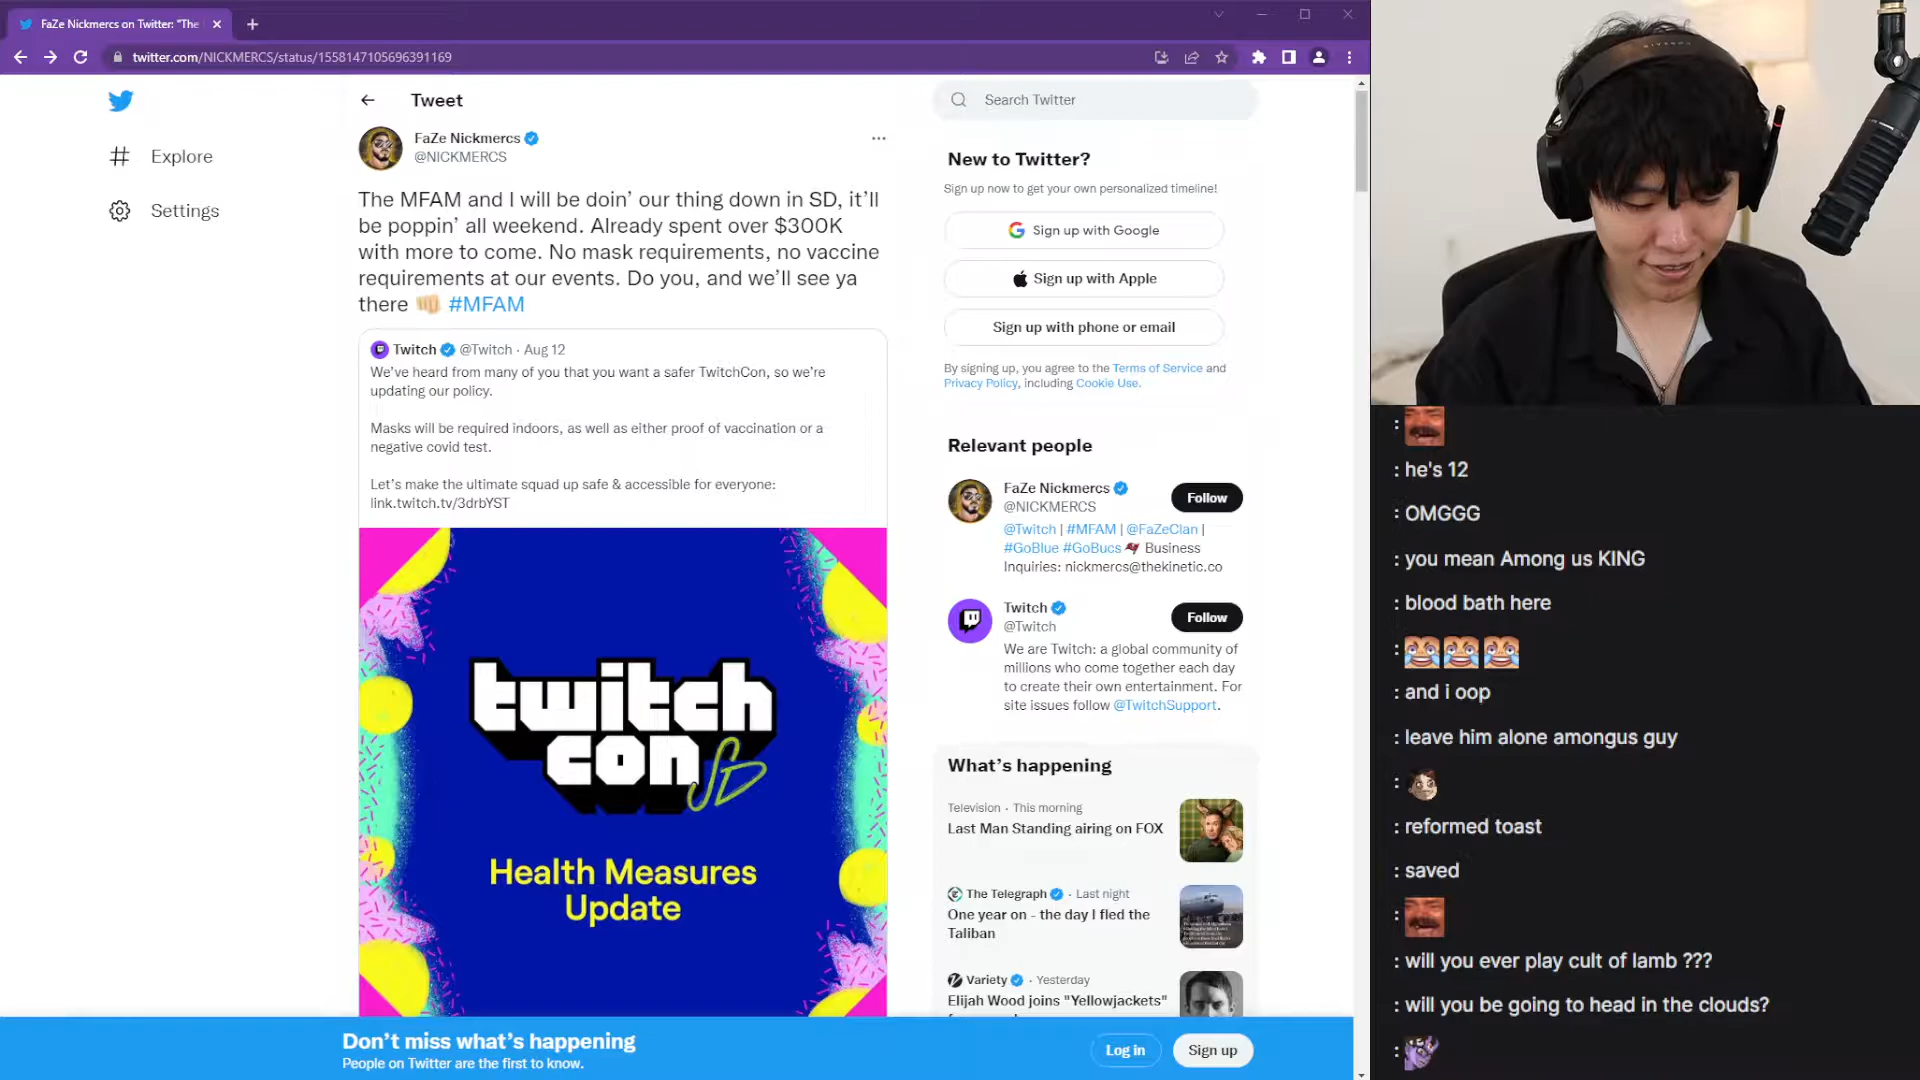 FaZe Nickmercs on Twitter: "The
twitter.com/NICKMERCS/status/1558147105696391169
Explore
Settings
Tweet
FaZe Nickmercs
@NICKMERCS
The MFAM and I will be doin’ our thing down in SD, it’ll
be poppin’ all weekend. Already spent over $300K
with more to come. No mask requirements, no vaccine
requirements at our events. Do you, and we’ll see ya
there 👊🏼 #MFAM
Twitch @Twitch · Aug 12
We’ve heard from many of you that you want a safer TwitchCon, so we’re
updating our policy.
Masks will be required indoors, as well as either proof of vaccination or a
negative covid test.
Let’s make the ultimate squad up safe & accessible for everyone:
link.twitch.tv/3drbYST
twitch
con SD
Health Measures
Update
Search Twitter
New to Twitter?
Sign up now to get your own personalized timeline!
Sign up with Google
Sign up with Apple
Sign up with phone or email
By signing up, you agree to the Terms of Service and
Privacy Policy, including Cookie Use.
Relevant people
FaZe Nickmercs
@NICKMERCS
Follow
@Twitch | #MFAM | @FaZeClan |
#GoBlue #GoBucs Business
Inquiries: nickmercs@thekinetic.co
Twitch
@Twitch
Follow
We are Twitch: a global community of
millions who come together each day
to create their own entertainment. For
site issues follow @TwitchSupport.
What’s happening
Television · This morning
Last Man Standing airing on FOX
The Telegraph · Last night
One year on - the day I fled the
Taliban
Variety · Yesterday
Elijah Wood joins "Yellowjackets"
Don’t miss what’s happening
People on Twitter are the first to know.
Log in
Sign up
:
: he's 12
: OMGGG
: you mean Among us KING
: blood bath here
:
: and i oop
: leave him alone amongus guy
:
: reformed toast
: saved
:
: will you ever play cult of lamb ???
: will you be going to head in the clouds?
: